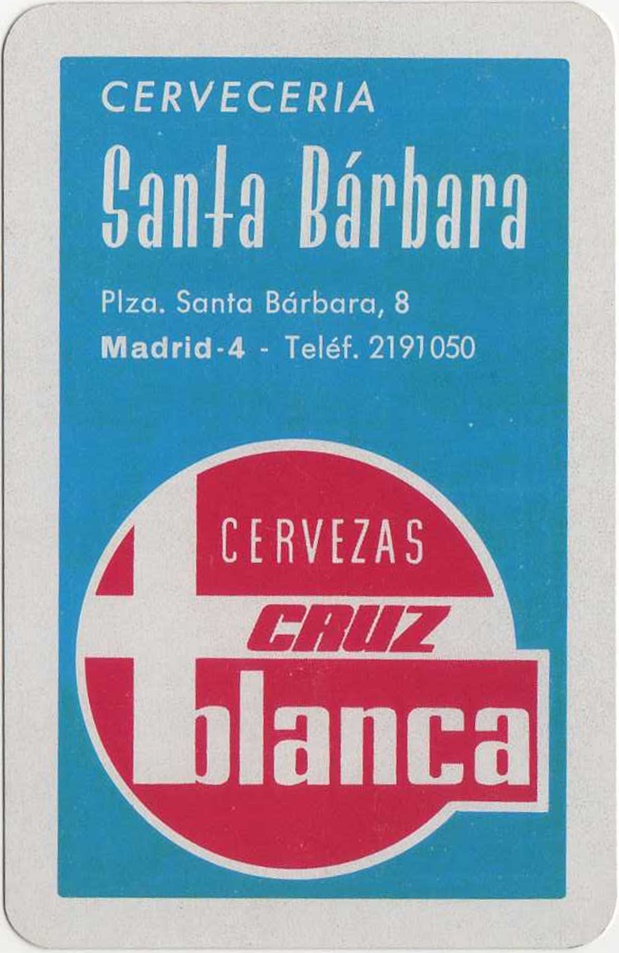 CERVECERIA
Santa Bárbara
Plza. Santa Bárbara, 8
Madrid-4 - Teléf. 2191050
CERVEZAS
CRUZ
blanca